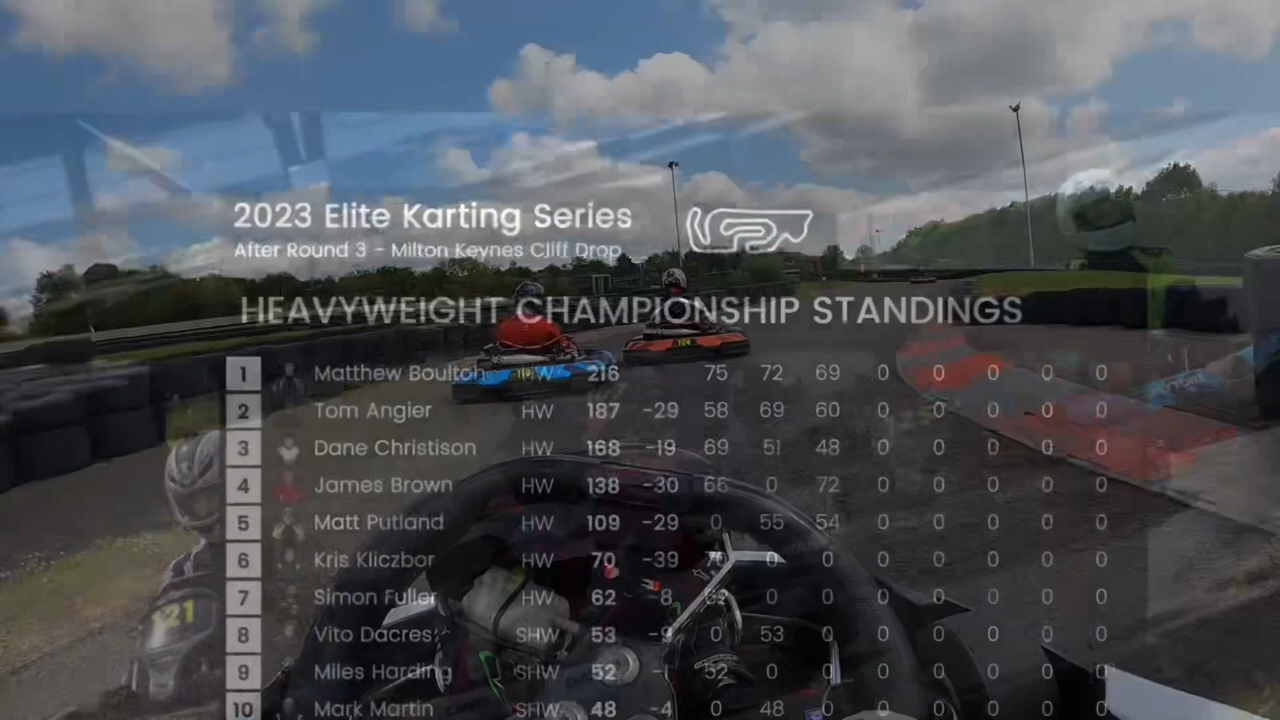 2023 Elite Karting Series
After Round 3 - Milton Keynes Cliff Drop
HEAVYWEIGHT CHAMPIONSHIP STANDINGS
1 Matthew Boulton HW 216 75 72 69 0 0 0 0 0
2 Tom Angier HW 187 -29 58 69 60 0 0 0 0 0
3 Dane Christison HW 168 -19 69 51 48 0 0 0 0 0
4 James Brown HW 138 -30 66 0 72 0 0 0 0 0
5 Matt Putland HW 109 -29 0 55 54 0 0 0 0 0
6 Kris Kliczbor HW 70 -39 70 0 0 0 0 0 0 0
7 Simon Fuller HW 62 -8 0 0 0 0 0 0 0
8 Vito Dacres SHW 53 -9 0 53 0 0 0 0 0 0
9 Miles Harding SHW 52 52 0 0 0 0 0 0 0
10 Mark Martin SHW 48 -4 0 48 0 0 0 0 0 0
121